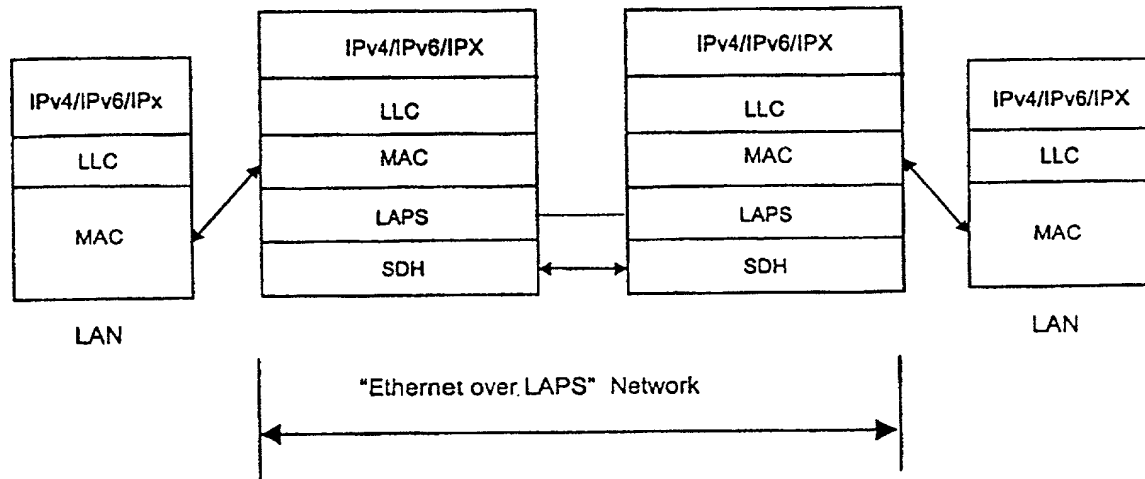 IPv4/IPv6/IPx
LLC
MAC
LAN
IPv4/IPv6/IPX
LLC
MAC
LAPS
SDH
IPv4/IPv6/IPX
LLC
MAC
LAPS
SDH
IPv4/IPv6/IPX
LLC
MAC
LAN
"Ethernet over LAPS" Network